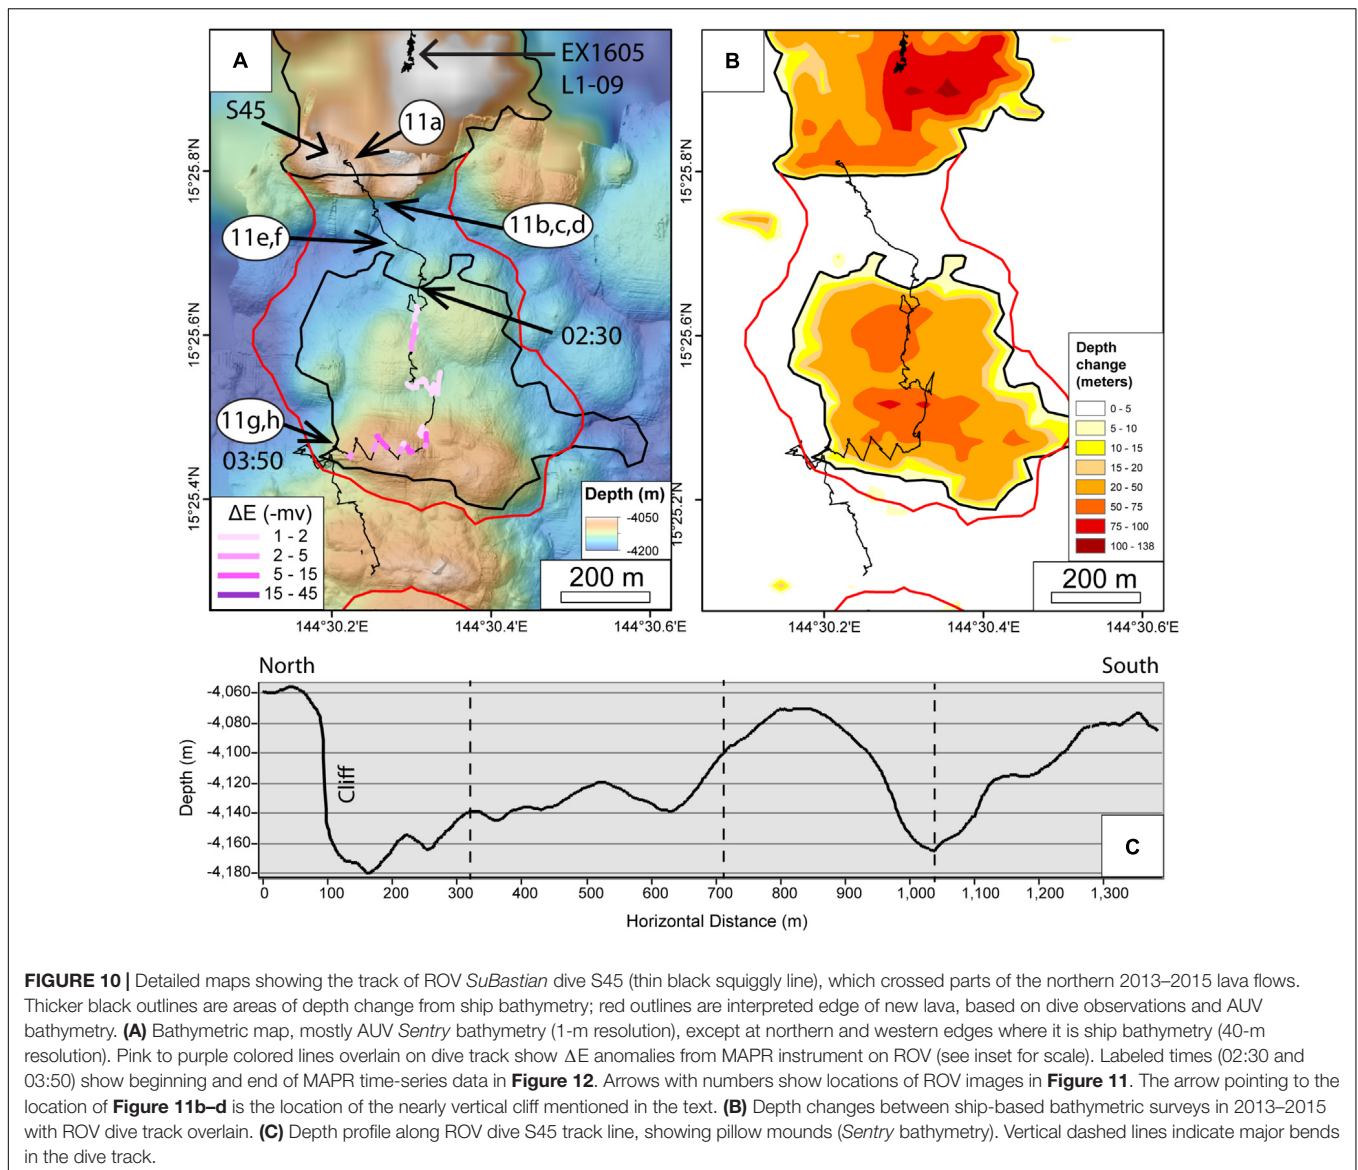 A
EX1605
L1-09
S45
11a
11b,c,d
11e,f
02:30
11g,h
03:50
15°25.8'N
15°25.6'N
15°25.4'N
ΔE (-mv)
1 - 2
2 - 5
5 - 15
15 - 45
Depth (m)
-4050
-4200
200 m
144°30.2'E
144°30.4'E
144°30.6'E
B
15°25.8'N
15°25.6'N
15°25.2'N
Depth
change
(meters)
0 - 5
5 - 10
10 - 15
15 - 20
20 - 50
50 - 75
75 - 100
100 - 138
200 m
144°30.2'E
144°30.4'E
144°30.6'E
North
South
-4,060
-4,080
-4,100
-4,120
-4,140
-4,160
-4,180
Depth (m)
Cliff
C
0
100
200
300
400
500
600
700
800
900
1,000
1,100
1,200
1,300
Horizontal Distance (m)
FIGURE 10 | Detailed maps showing the track of ROV SuBastian dive S45 (thin black squiggly line), which crossed parts of the northern 2013–2015 lava flows.
Thicker black outlines are areas of depth change from ship bathymetry; red outlines are interpreted edge of new lava, based on dive observations and AUV
bathymetry. (A) Bathymetric map, mostly AUV Sentry bathymetry (1-m resolution), except at northern and western edges where it is ship bathymetry (40-m
resolution). Pink to purple colored lines overlain on dive track show ΔE anomalies from MAPR instrument on ROV (see inset for scale). Labeled times (02:30 and
03:50) show beginning and end of MAPR time-series data in Figure 12. Arrows with numbers show locations of ROV images in Figure 11. The arrow pointing to the
location of Figure 11b–d is the location of the nearly vertical cliff mentioned in the text. (B) Depth changes between ship-based bathymetric surveys in 2013–2015
with ROV dive track overlain. (C) Depth profile along ROV dive S45 track line, showing pillow mounds (Sentry bathymetry). Vertical dashed lines indicate major bends
in the dive track.